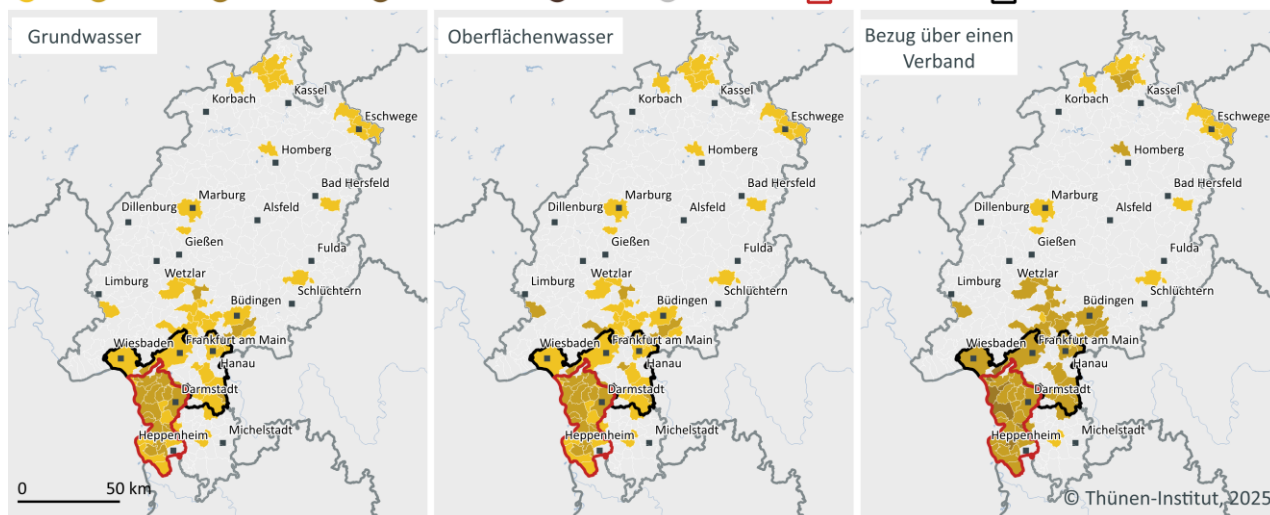 Grundwasser
Korbach
Kassel
Eschwege
Homberg
Bad Hersfeld
Marburg
Dillenburg
Alsfeld
Gießen
Fulda
Wetzlar
Limburg
Büdingen
Schlüchtern
Wiesbaden
Frankfurt am Main
Hanau
Darmstadt
Heppenheim
Michelstadt
0 50 km
Oberflächenwasser
Korbach
Kassel
Eschwege
Homberg
Bad Hersfeld
Marburg
Dillenburg
Alsfeld
Gießen
Fulda
Wetzlar
Limburg
Büdingen
Schlüchtern
Wiesbaden
Frankfurt am Main
Hanau
Darmstadt
Heppenheim
Michelstadt
Bezug über einen
Verband
Korbach
Kassel
Eschwege
Homberg
Bad Hersfeld
Marburg
Dillenburg
Alsfeld
Gießen
Fulda
Wetzlar
Limburg
Büdingen
Schlüchtern
Wiesbaden
Frankfurt am Main
Hanau
Darmstadt
Heppenheim
Michelstadt
© Thünen-Institut, 2025